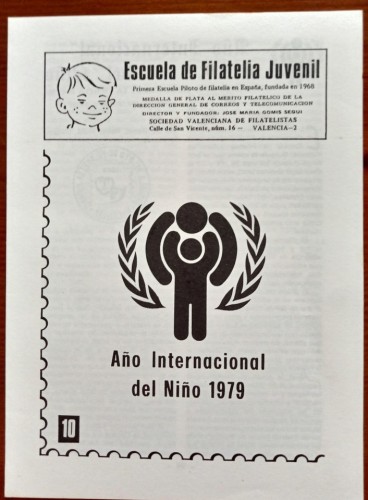 Escuela de Filatelia Juvenil
Primera Escuela Piloto de filatelia en España, fundada en 1968
MEDALLA DE PLATA AL MERITO FILATELICO DE LA
DIRECCION GENERAL DE CORREOS Y TELECOMUNICACION
DIRECTOR Y FUNDADOR: JOSE MARIA GOMIS SEGUI
SOCIEDAD VALENCIANA DE FILATELISTAS
Calle de San Vicente, núm. 16 — VALENCIA-2
Año Internacional
del Niño 1979
10